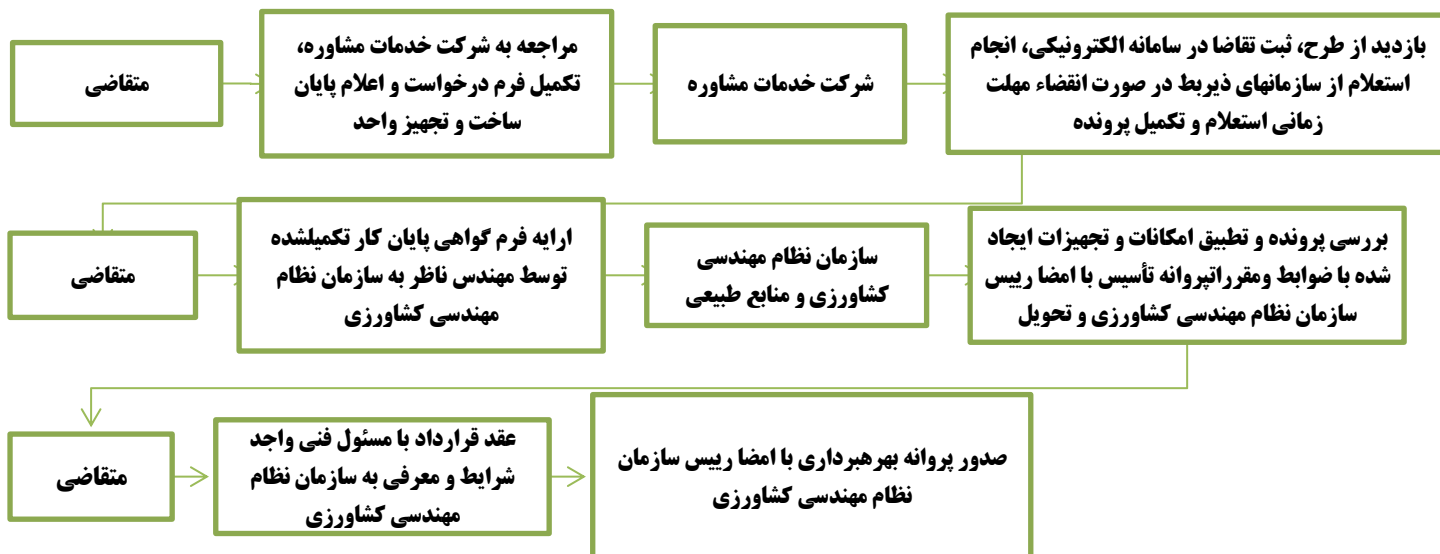 متقاضی
مراجعه به شرکت خدمات مشاوره،
تکمیل فرم درخواست و اعلام پایان
ساخت و تجهیز واحد
شرکت خدمات مشاوره
بازدید از طرح، ثبت تقاضا در سامانه الکترونیکی، انجام
استعلام از سازمانهای ذیربط در صورت انقضاء مهلت
زمانی استعلام و تکمیل پرونده
متقاضی
ارایه فرم گواهی پایان کار تکمیلشده
توسط مهندس ناظر به سازمان نظام
مهندسی کشاورزی
سازمان نظام مهندسی
کشاورزی و منابع طبیعی
بررسی پرونده و تطبیق امکانات و تجهیزات ایجاد
شده با ضوابط ومقرراتپروانه تأسیس با امضا رییس
سازمان نظام مهندسی کشاورزی و تحویل
متقاضی
عقد قرارداد با مسئول فنی واجد
شرایط و معرفی به سازمان نظام
مهندسی کشاورزی
صدور پروانه بهرهبرداری با امضا رییس سازمان
نظام مهندسی کشاورزی